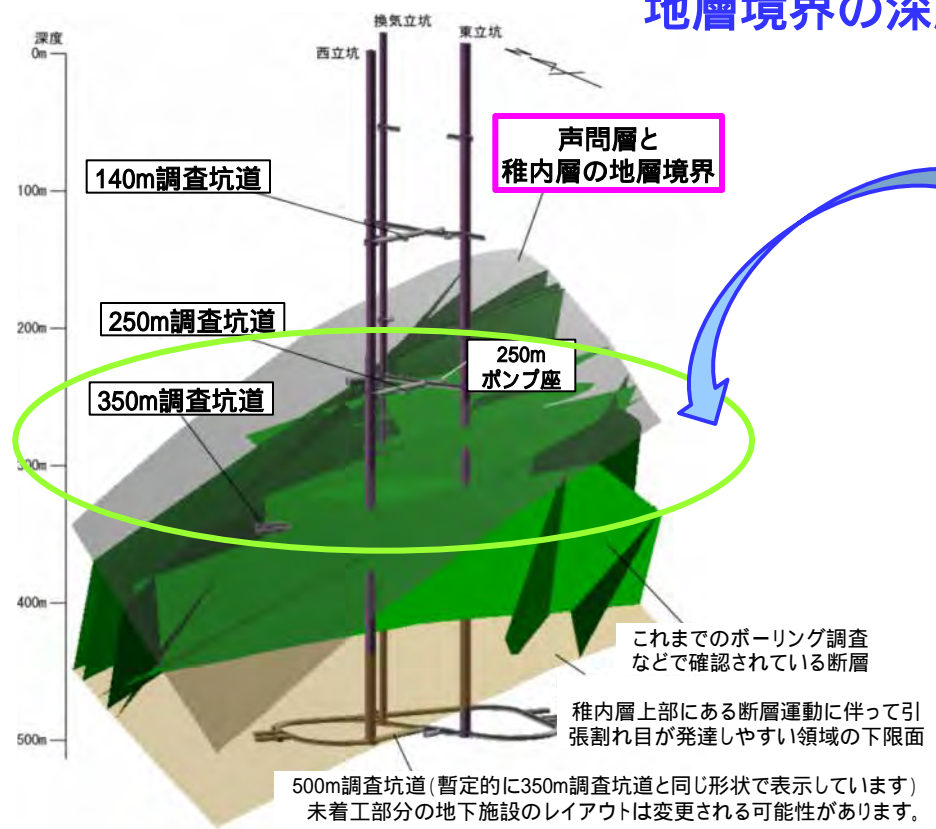 地層境界の深
換気立坑
深度
西立坑
東立坑
0m
声問層と
稚内層の地層境界
140m調査坑道
100m
250m調査坑道
200m
250m
ポンプ座
350m調査坑道
300m
400m
これまでのボーリング調査
などで確認されている断層
稚内層上部にある断層運動に伴って引
張割れ目が発達しやすい領域の下限面
500m
500m調査坑道(暫定的に350m調査坑道と同じ形状で表示しています)
未着工部分の地下施設のレイアウトは変更される可能性があります。